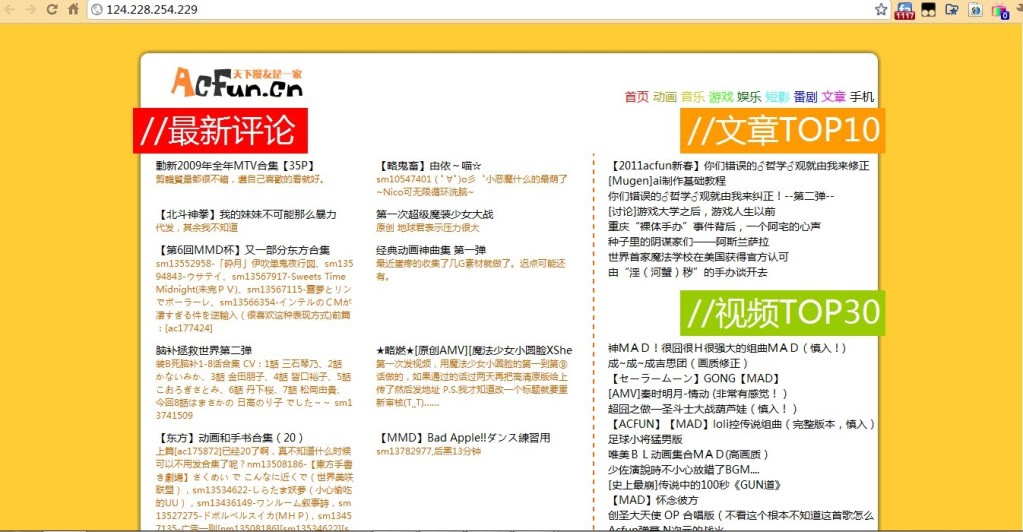 124.228.254.229
1117
0
AcFun.cn
天下漫友是一家
首页 动画 音乐 游戏 娱乐 短影 番剧 文章 手机
//最新评论
動新2009年全年MTV合集【35P】
剪輯質量都很不錯,選自己喜歡的看就好。
【北斗神拳】我的妹妹不可能那么暴力
代发,其余我不知道
【第6回MMD杯】又一部分东方合集
sm13552958-「砕月」伊吹単鬼夜行図、sm135
94843-ウサテイ、sm13567917-Sweets Time
Midnight(未完ＰＶ)、sm13567115-霊夢とリン
でポーラーレ、sm13566354-インテルのＣＭが
凄すぎる件を逆輸入（很喜欢这种表现方式)前篇
：[ac177424]
脑补拯救世界第二弹
装B死脑补1-8话合集 CV：1話 三石琴乃、2話
かないみか、3話 金田朋子、4話 皆口裕子、5話
こおろぎさとみ、6話 丹下桜、7話 松岡由貴、
今回8話はまさかの 日高のり子 でした～～ sm1
3741509
【东方】动画和手书合集（20 ）
上篇[ac175872]已经20了啊，真不知道什么时候
可以不用发合集了呢？nm13508186-【東方手書
き劇場】さくめい で こんなに近くで（世界美咲
联盟），sm13534622-しらたま妖夢（小心偷吃
的UU），sm13436149-ワンルーム叙事詩，sm
13527275-ドボルベルスイカ(ＭＨＰ)，sm1345
【略鬼畜】由依～喵☆
sm10547401 ( ﾟ∀ﾟ)o彡゜小恶魔什么的最萌了
~Nico可无限循环洗脑~
第一次超级魔装少女大战
原创 地球君表示压力很大
经典动画神曲集 第一弹
最近蛋疼的收集了几G素材就做了。迟点可能还
有。
★略燃★[原创AMV][魔法少女小圆脸XShe
第一次发视频，用魔法少女小圆脸的第一到第⑨
话做的，如果通过的话过两天再把高清原版给上
传了然后发地址 P.S.我才知道改一个标题就要重
新审核(T_T)……
【MMD】Bad Apple!!ダンス練習用
sm13782977,后黑13分钟
//文章TOP10
【2011acfun新春】你们错误的♂哲学♂观就由我来修正
[Mugen]ai制作基础教程
你们错误的♂哲学♂观就由我来纠正！--第二弹--
[讨论]游戏大学之后，游戏人生以前
重庆“裸体手办”事件背后，一个阿宅的心声
种子里的阴谋家们——阿斯兰萨拉
世界首家魔法学校在美国获得官方认可
由“淫（河蟹）秽”的手办谈开去
//视频TOP30
神ＭＡＤ！很囧很Ｈ很强大的组曲ＭＡＤ（慎入！）
成~成~成吉思团（画质修正）
【セーラームーン】GONG【MAD】
[AMV]秦时明月-情动 (非常有感觉！）
超囧之做—圣斗士大战葫芦娃（慎入！）
【ACFUN】【MAD】loli控传说组曲（完整版本，慎入）
足球小将猛男版
唯美ＢＬ动画集合ＭＡＤ(高画质）
少佐演說時不小心放錯了BGM....
[史上最崩]传说中的100秒《GUN道》
【MAD】怀念彼方
创圣大天使 OP 合唱版（不看这个根本不知道这首歌怎么